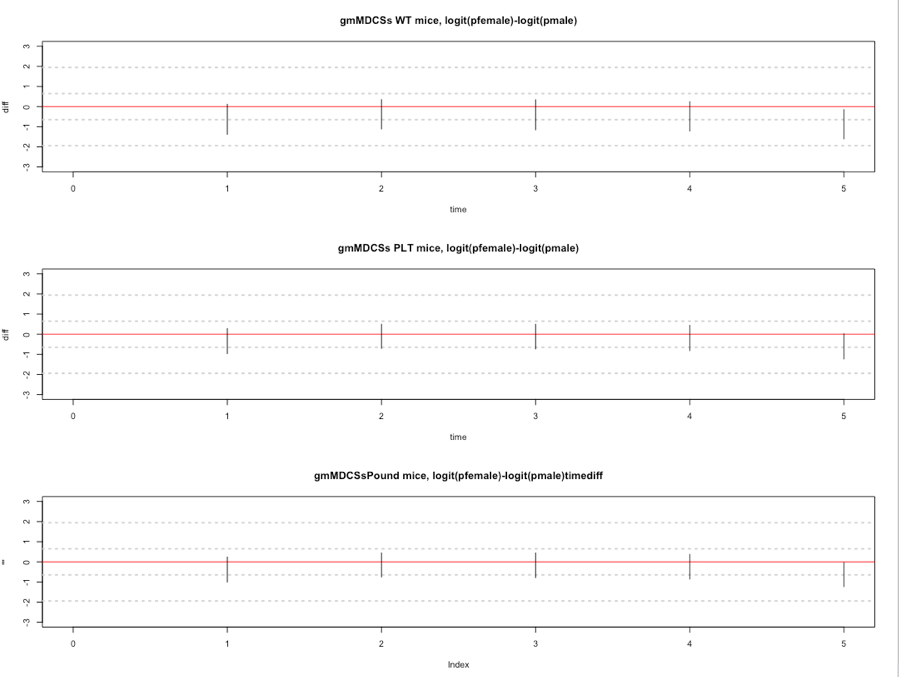 gmMDCSs WT mice, logit(pfemale)-logit(pmale)
3
2
1
0
-1
-2
-3
diff
0 1 2 3 4 5
time
gmMDCSs PLT mice, logit(pfemale)-logit(pmale)
3
2
1
0
-1
-2
-3
diff
0 1 2 3 4 5
time
gmMDCSsPound mice, logit(pfemale)-logit(pmale)timediff
3
2
1
0
-1
-2
-3
0 1 2 3 4 5
Index